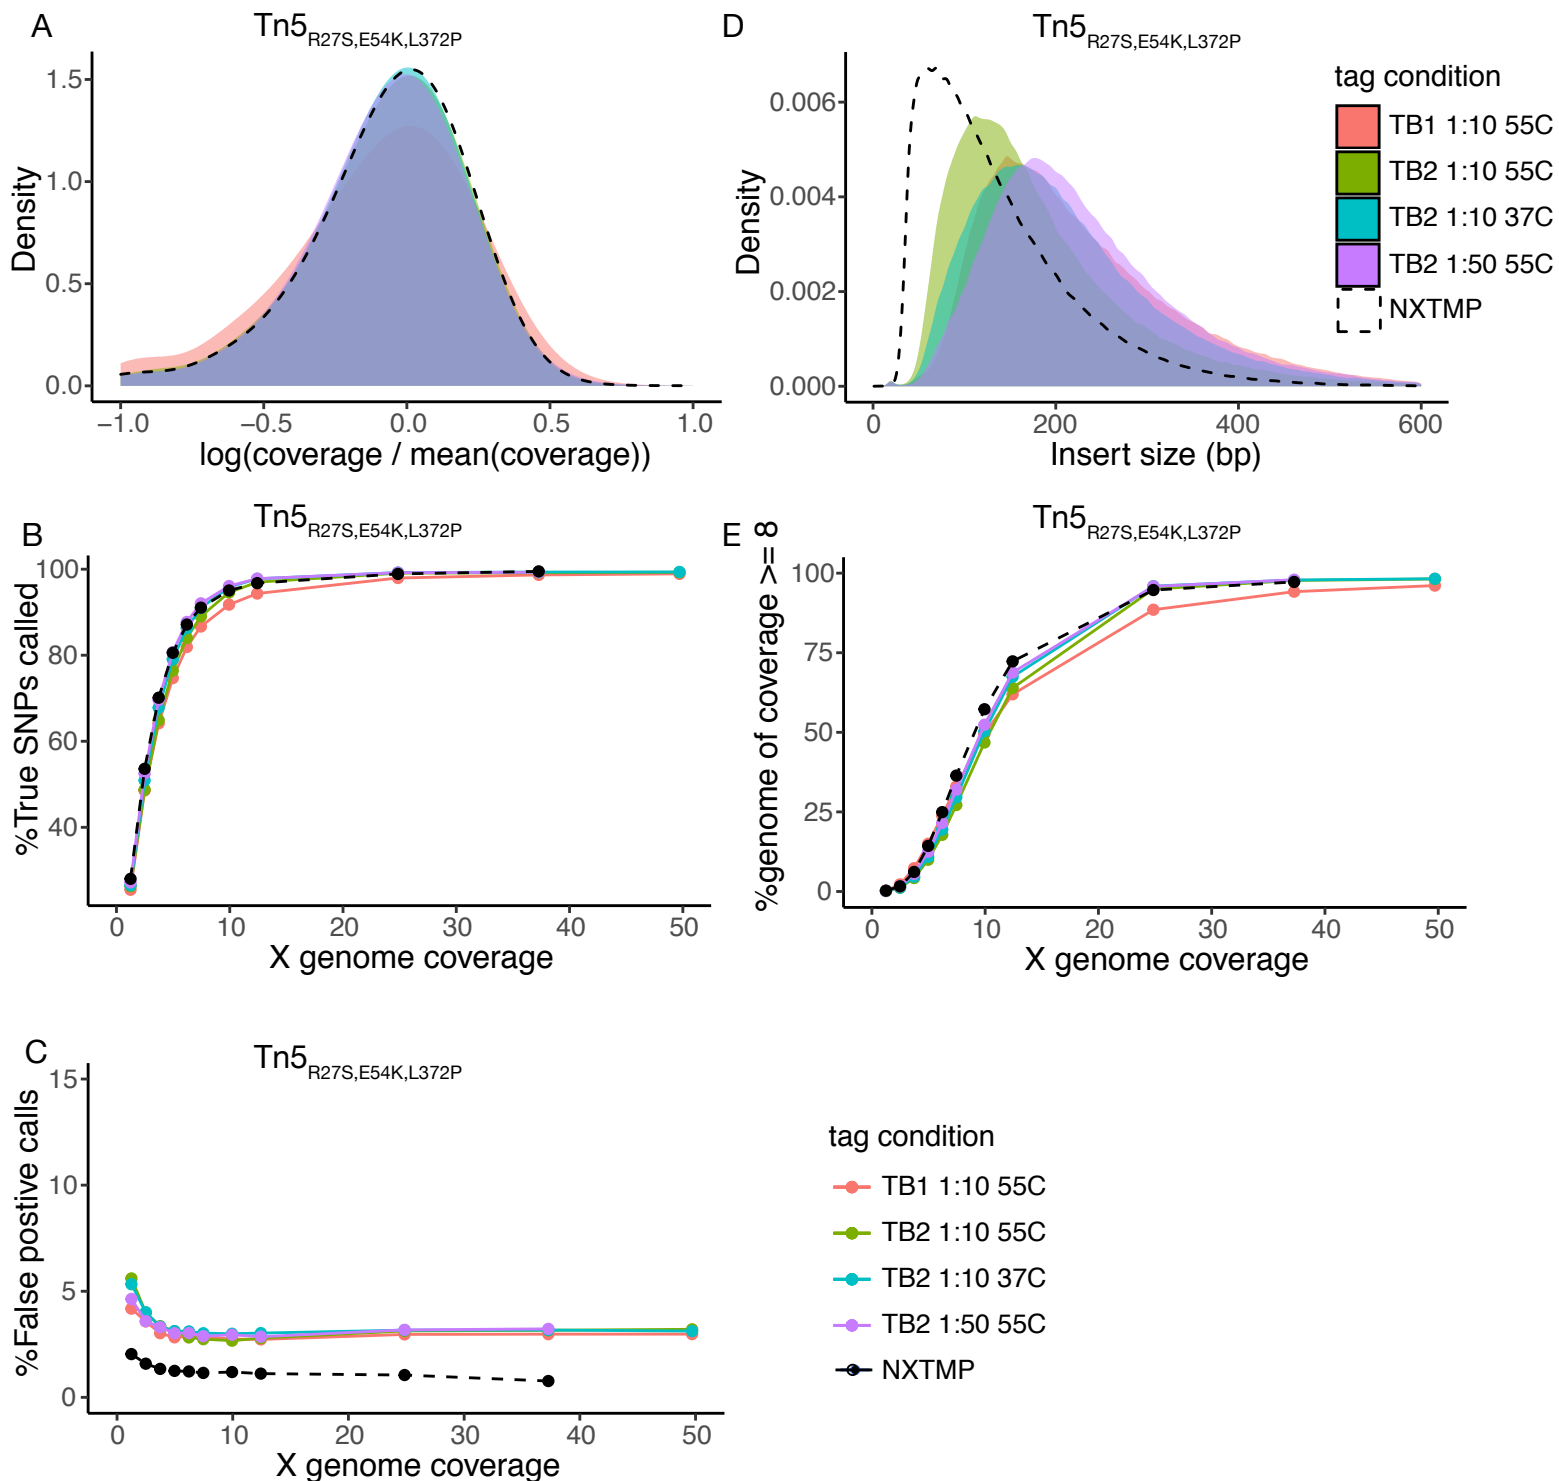 A
Tn5R27S,E54K,L372P
1.5
1.0
0.5
0.0
Density
−1.0 −0.5 0.0 0.5 1.0
log(coverage / mean(coverage))
D
Tn5R27S,E54K,L372P
0.006
0.004
0.002
0.000
Density
0 200 400 600
Insert size (bp)
tag condition
TB1 1:10 55C
TB2 1:10 55C
TB2 1:10 37C
TB2 1:50 55C
NXTMP
B
Tn5R27S,E54K,L372P
100
80
60
40
%True SNPs called
0 10 20 30 40 50
X genome coverage
E
Tn5R27S,E54K,L372P
100
75
50
25
0
%genome of coverage >= 8
0 10 20 30 40 50
X genome coverage
C
Tn5R27S,E54K,L372P
15
10
5
0
%False postive calls
0 10 20 30 40 50
X genome coverage
tag condition
TB1 1:10 55C
TB2 1:10 55C
TB2 1:10 37C
TB2 1:50 55C
NXTMP